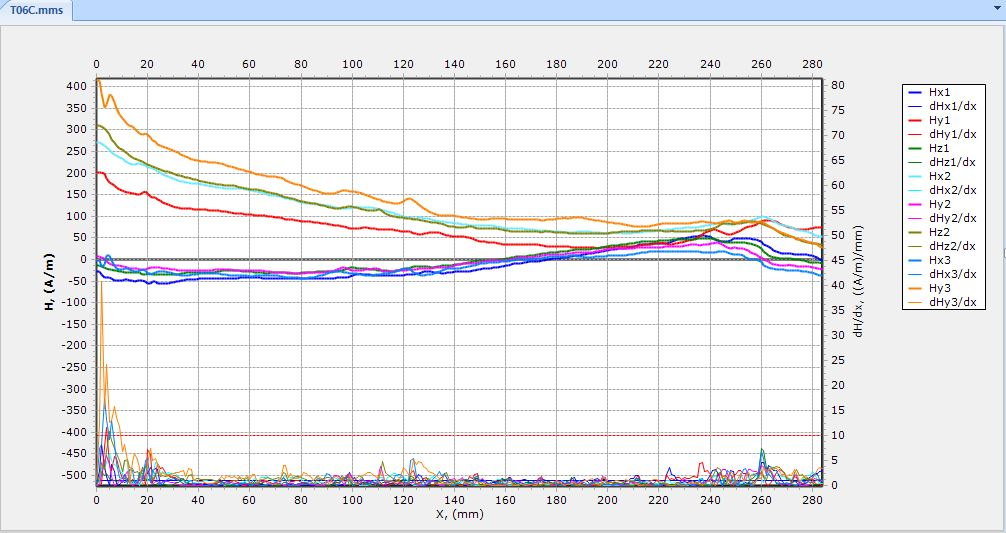 T06C.mms
0 20 40 60 80 100 120 140 160 180 200 220 240 260 280
400
350
300
250
200
150
100
50
0
-50
-100
-150
-200
-250
-300
-350
-400
-450
-500
H, (A/m)
80
75
70
65
60
55
50
45
40
35
30
25
20
15
10
5
0
dH/dx, ((A/m)/mm)
0 20 40 60 80 100 120 140 160 180 200 220 240 260 280
X, (mm)
Hx1
dHx1/dx
Hy1
dHy1/dx
Hz1
dHz1/dx
Hx2
dHx2/dx
Hy2
dHy2/dx
Hz2
dHz2/dx
Hx3
dHx3/dx
Hy3
dHy3/dx